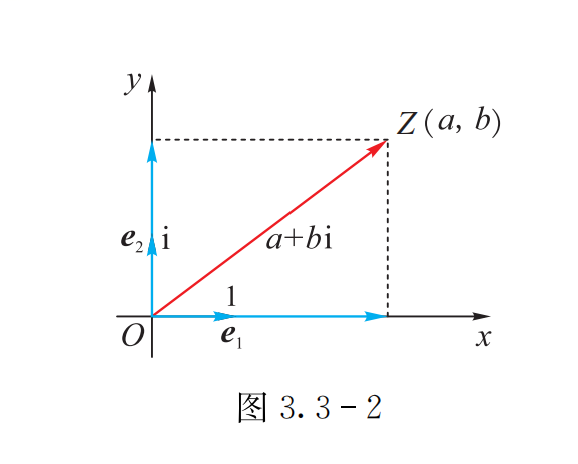 y
Z(a, b)
e₂ i
a+bi
1
O
e₁
x
图 3.3-2